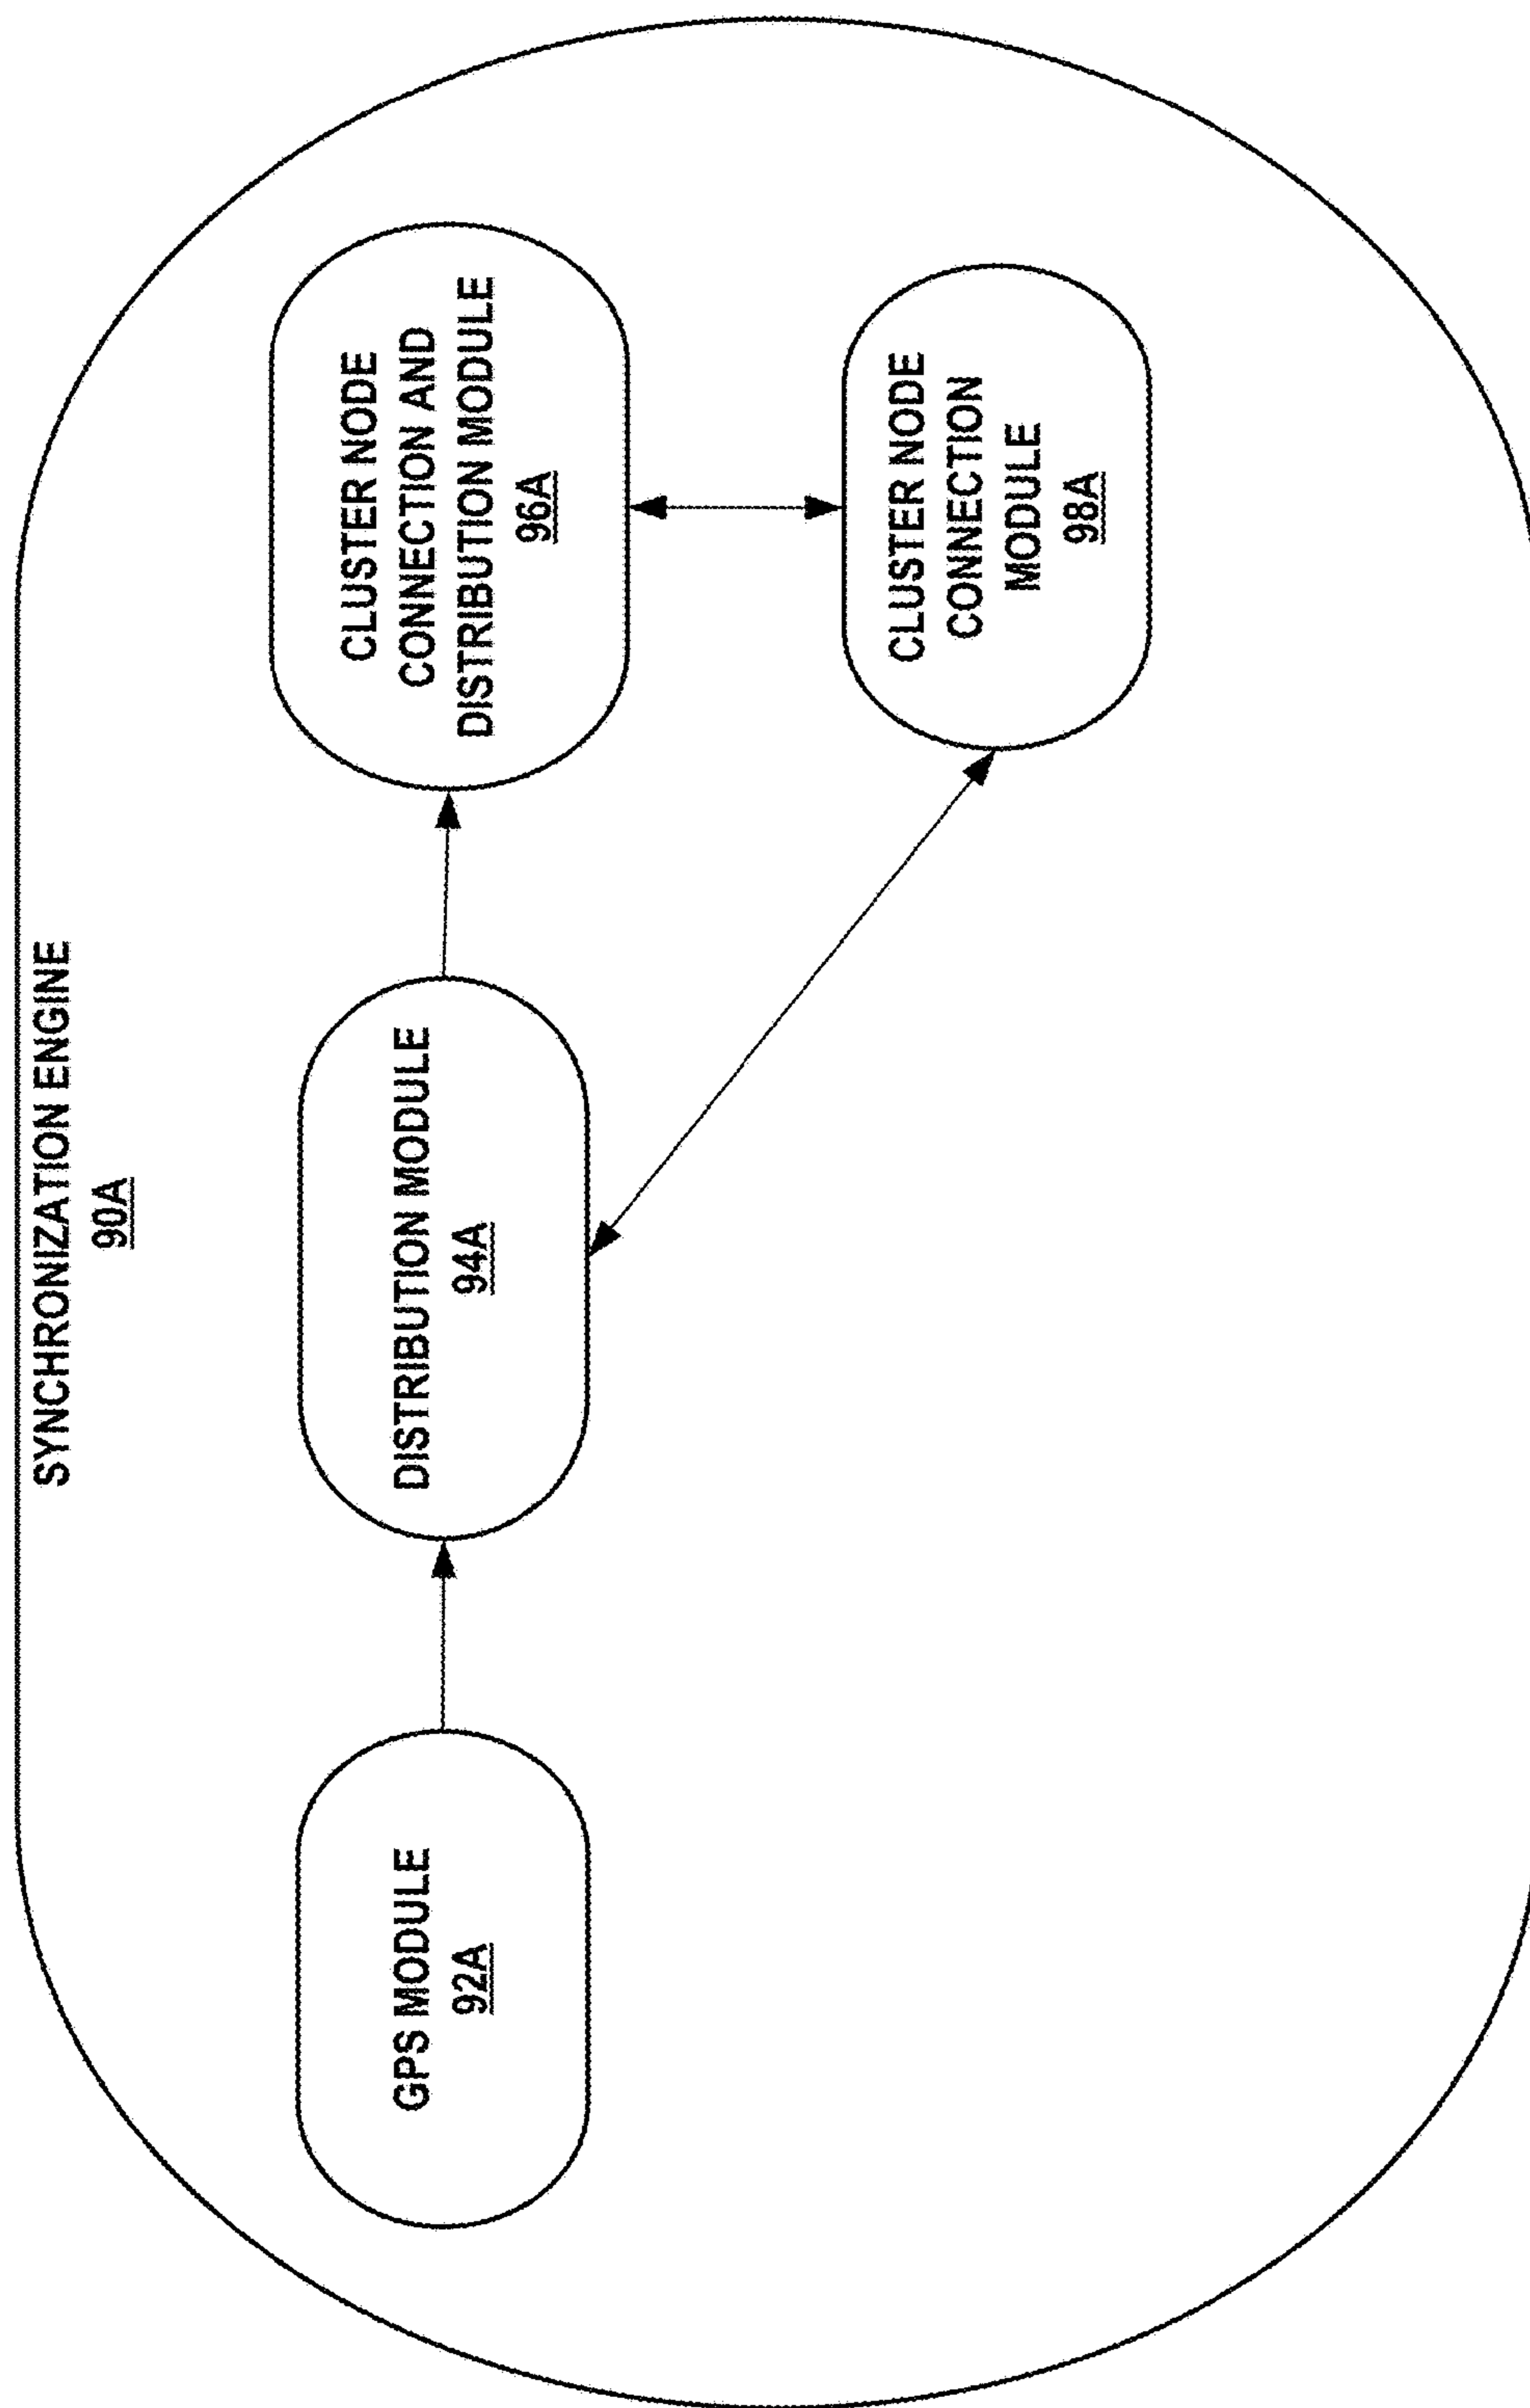 SYNCHRONIZATION ENGINE
90A
GPS MODULE
92A
DISTRIBUTION MODULE
94A
CLUSTER NODE
CONNECTION AND
DISTRIBUTION MODULE
96A
CLUSTER NODE
CONNECTION
MODULE
98A